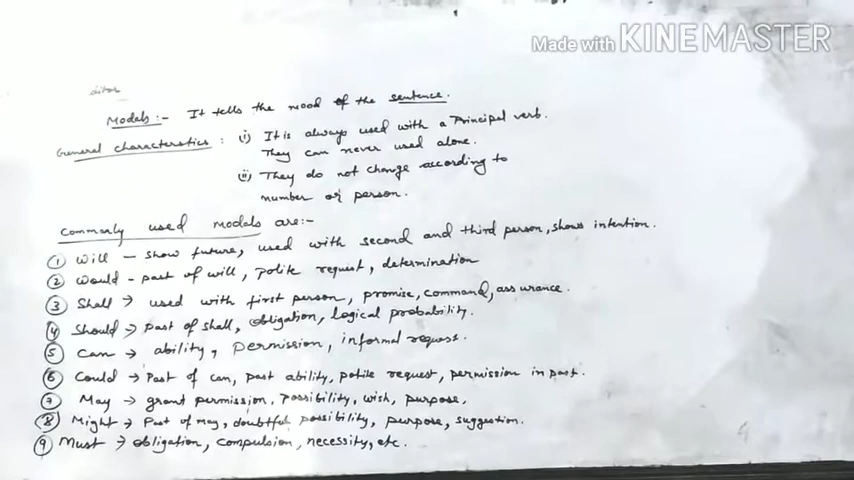 Made with KINEMASTER
Modals:- It tells the mood of the sentence.
General characteristics : (i) It is always used with a Principal verb.
They can never used alone.
(ii) They do not change according to
number or person.
Commonly used modals are:-
① Will — show future, used with second and third person, shows intention.
② Would - past of will, polite request, determination
③ Shall → used with first person, promise, command, assurance.
④ Should → past of shall, obligation, logical probability.
⑤ Can → ability, permission, informal request.
⑥ Could → Past of can, past ability, polite request, permission in past.
⑦ May → grant permission, possibility, wish, purpose,
⑧ Might → Past of may, doubtful possibility, purpose, suggestion.
⑨ Must → obligation, compulsion, necessity, etc.